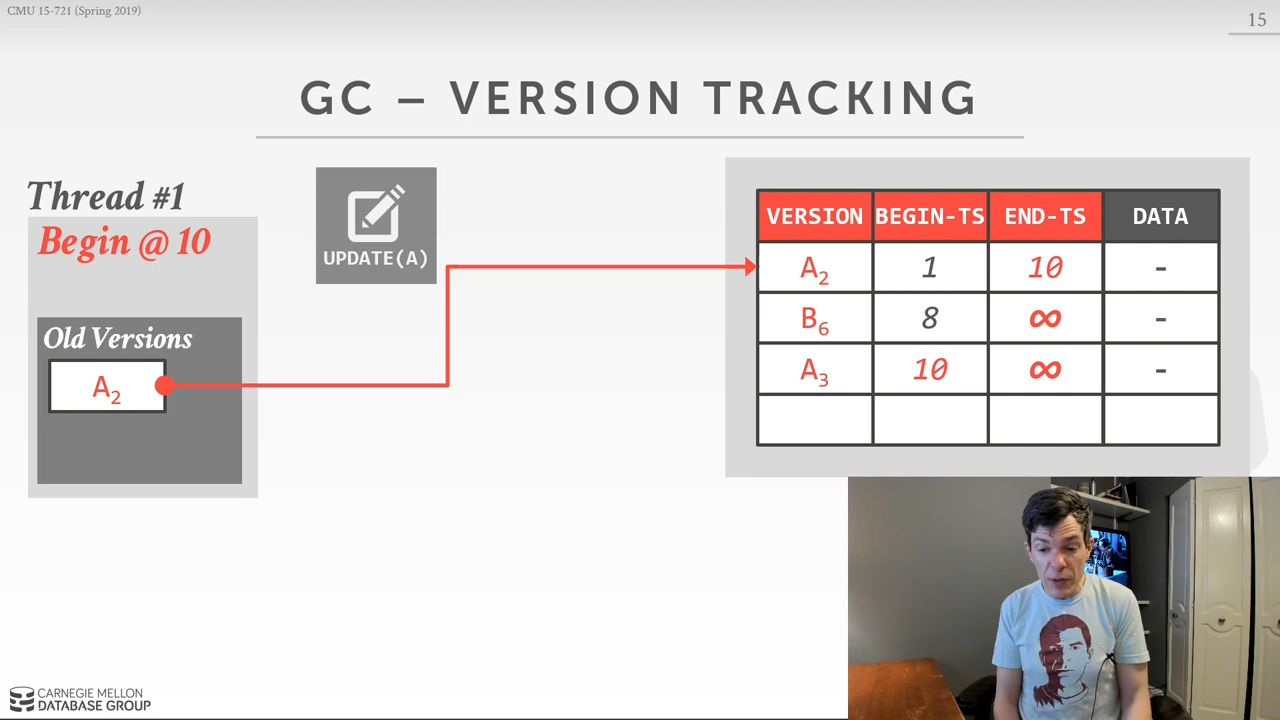 CMU 15-721 (Spring 2019)
15
GC – VERSION TRACKING
Thread #1
Begin @ 10
UPDATE(A)
Old Versions
A2
VERSION BEGIN-TS END-TS DATA
A2 1 10 -
B6 8 ∞ -
A3 10 ∞ -
CARNEGIE MELLON
DATABASE GROUP